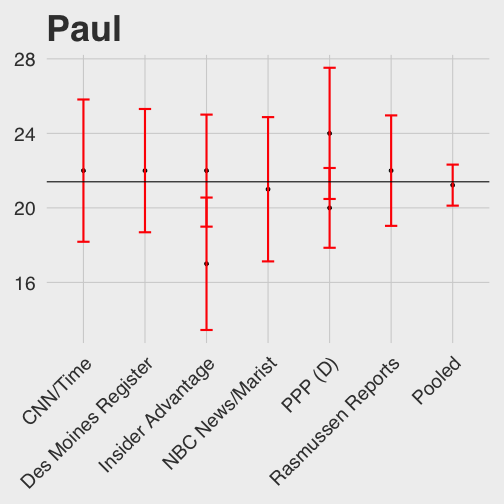 Paul
28
24
20
16
CNN/Time
Des Moines Register
Insider Advantage
NBC News/Marist
PPP (D)
Rasmussen Reports
Pooled